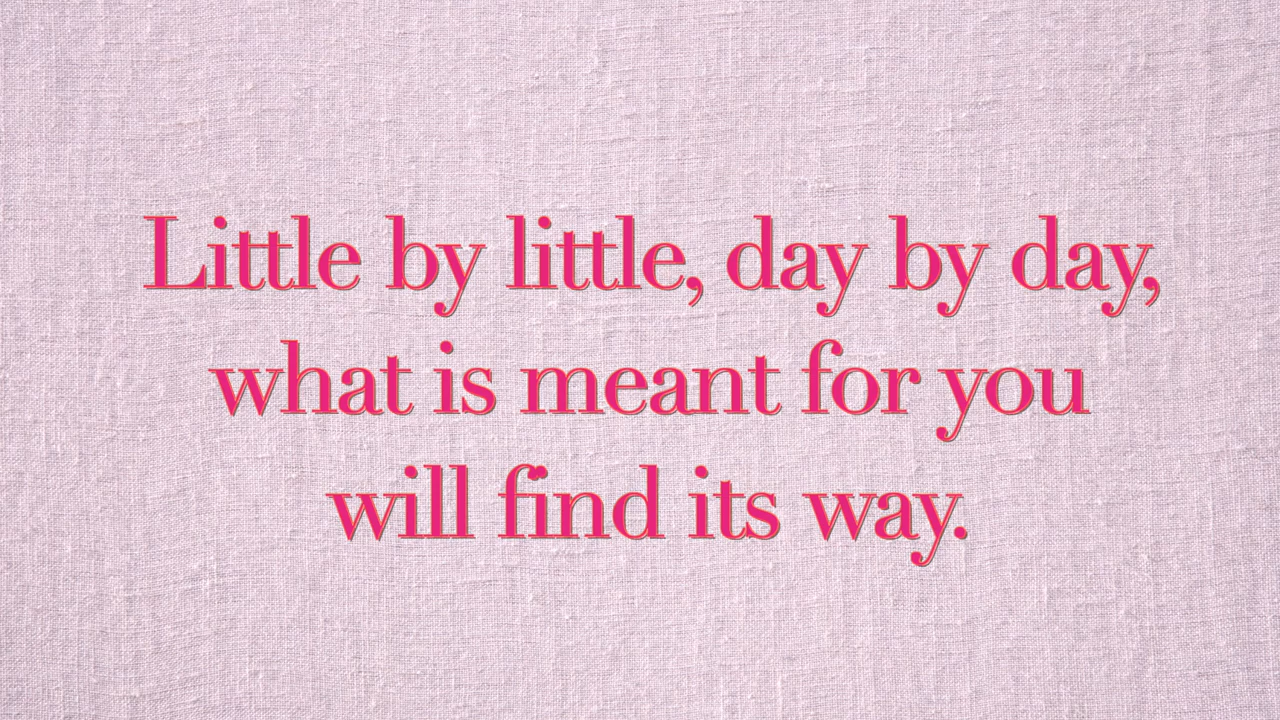 Little by little, day by day,
what is meant for you
will find its way.